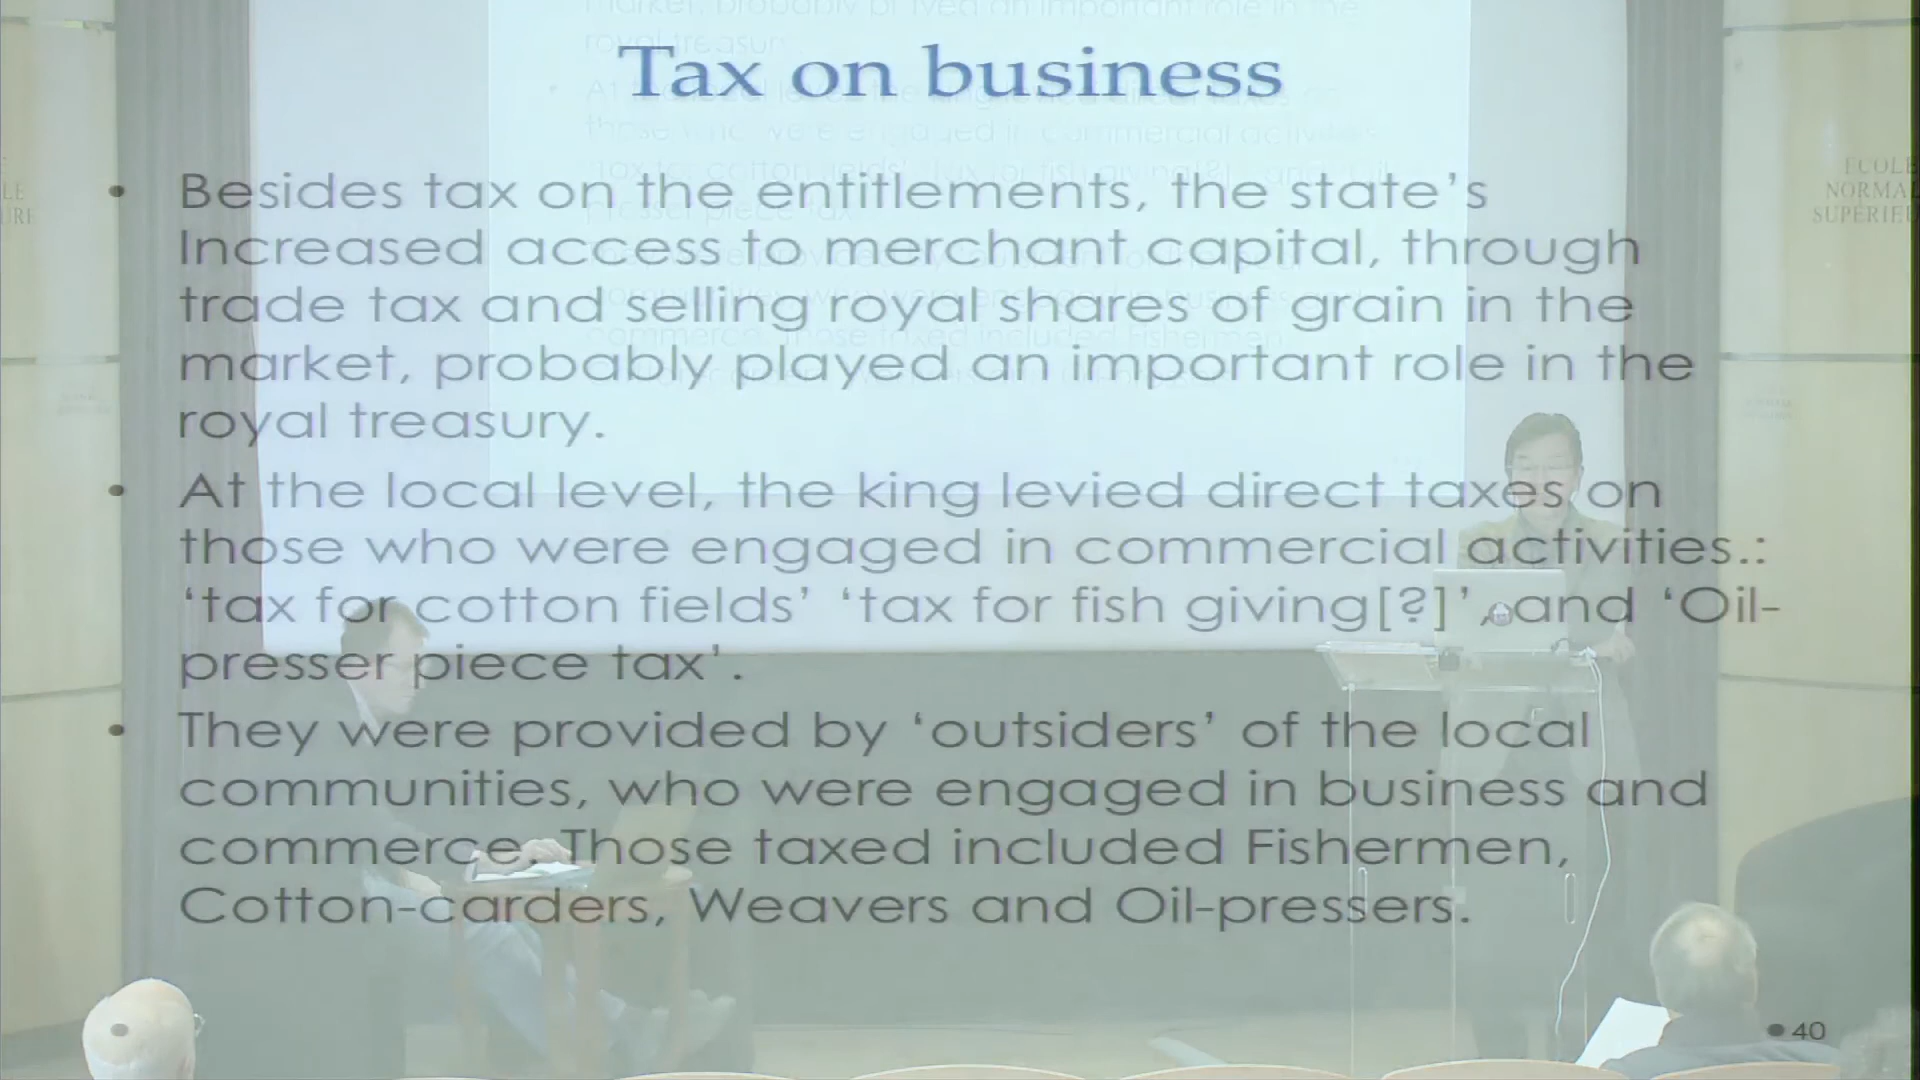 Tax on business
• Besides tax on the entitlements, the state’s
Increased access to merchant capital, through
trade tax and selling royal shares of grain in the
market, probably played an important role in the
royal treasury.
• At the local level, the king levied direct taxes on
those who were engaged in commercial activities.:
‘tax for cotton fields’ ‘tax for fish giving[?]’, and ‘Oil-
presser piece tax’.
• They were provided by ‘outsiders’ of the local
communities, who were engaged in business and
commerce. Those taxed included Fishermen,
Cotton-carders, Weavers and Oil-pressers.
40
ECOLE
NORMAL
SUPERIEU